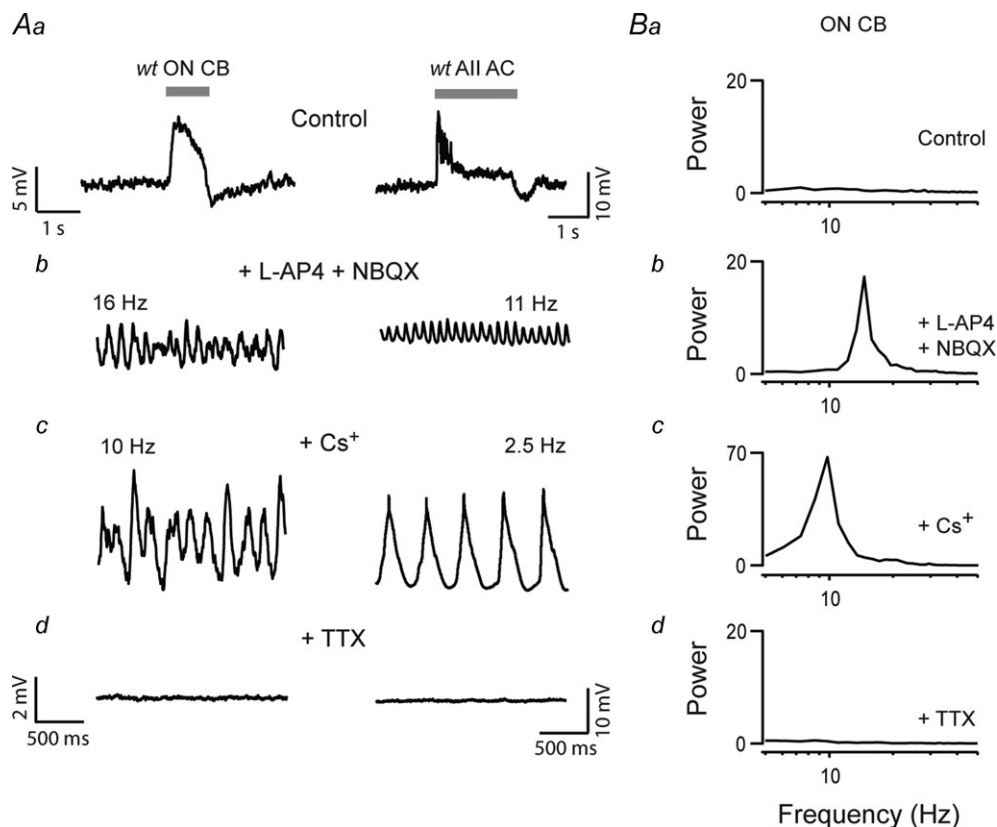 Aa
wt ON CB
wt AII AC
Control
5 mV
1 s
10 mV
1 s
b
+ L-AP4 + NBQX
16 Hz
11 Hz
c
+ Cs⁺
10 Hz
2.5 Hz
d
+ TTX
2 mV
500 ms
10 mV
500 ms
Ba
ON CB
20
Power
Control
0
10
b
20
Power
+ L-AP4
+ NBQX
0
10
c
70
Power
+ Cs⁺
0
10
d
20
Power
+ TTX
0
10
Frequency (Hz)